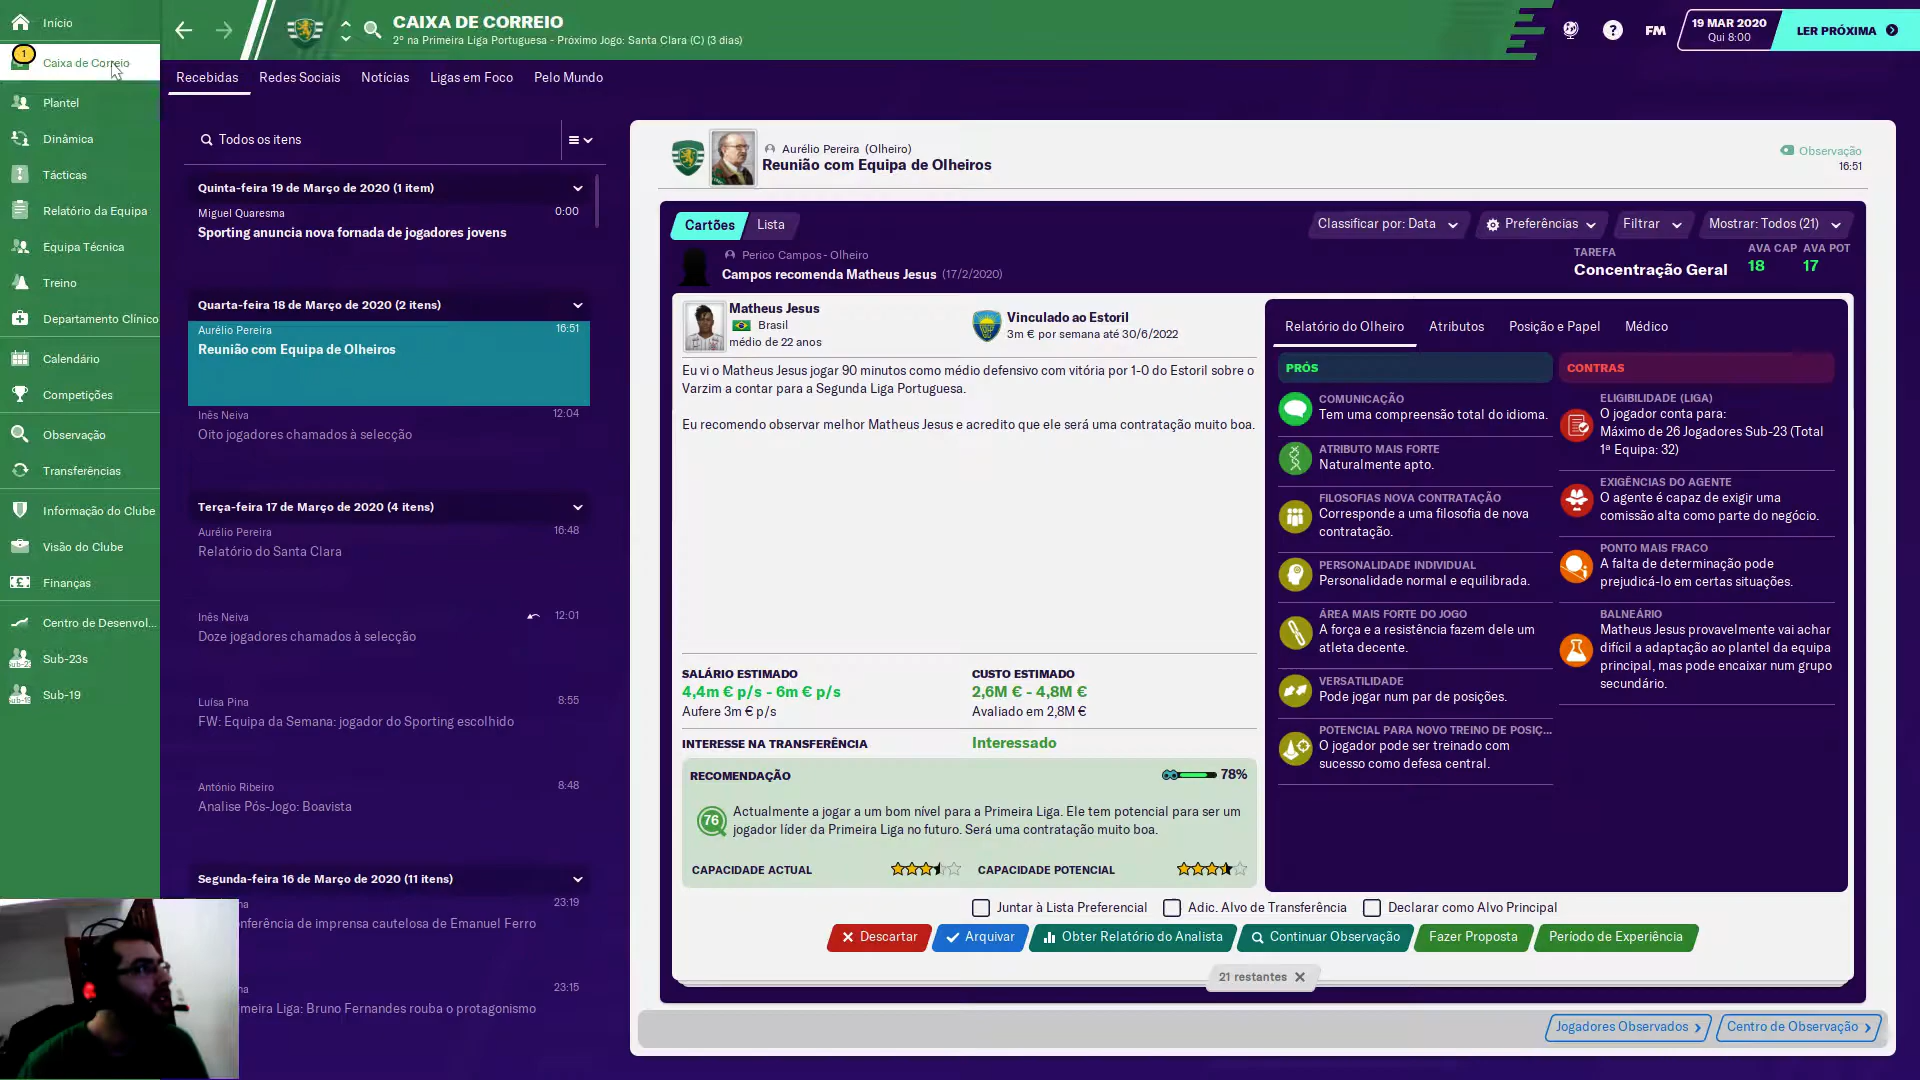 Início
1
Caixa de Correio
Plantel
Dinâmica
Tácticas
Relatório da Equipa
Equipa Técnica
Treino
Departamento Clínico
Calendário
Competições
Observação
Transferências
Informação do Clube
Visão do Clube
Finanças
Centro de Desenvol...
Sub-23s
Sub-19
CAIXA DE CORREIO
2º na Primeira Liga Portuguesa - Próximo Jogo: Santa Clara (C) (3 dias)
?
FM
19 MAR 2020
Qui 8:00
LER PRÓXIMA
Recebidas Redes Sociais Notícias Ligas em Foco Pelo Mundo
Todos os itens
Quinta-feira 19 de Março de 2020 (1 item)
Miguel Quaresma 0:00
Sporting anuncia nova fornada de jogadores jovens
Quarta-feira 18 de Março de 2020 (2 itens)
Aurélio Pereira 16:51
Reunião com Equipa de Olheiros
Inês Neiva 12:04
Oito jogadores chamados à selecção
Terça-feira 17 de Março de 2020 (4 itens)
Aurélio Pereira 16:48
Relatório do Santa Clara
Inês Neiva 12:01
Doze jogadores chamados à selecção
Luísa Pina 8:55
FW: Equipa da Semana: jogador do Sporting escolhido
António Ribeiro 8:48
Analise Pós-Jogo: Boavista
Segunda-feira 16 de Março de 2020 (11 itens)
23:19
onferência de imprensa cautelosa de Emanuel Ferro
23:15
meira Liga: Bruno Fernandes rouba o protagonismo
Aurélio Pereira (Olheiro)
Reunião com Equipa de Olheiros
Observação
16:51
Cartões Lista
Classificar por: Data Preferências Filtrar Mostrar: Todos (21)
Perico Campos - Olheiro
Campos recomenda Matheus Jesus (17/2/2020)
TAREFA
Concentração Geral
AVA CAP AVA POT
18 17
Matheus Jesus
Brasil
médio de 22 anos
Vinculado ao Estoril
3m € por semana até 30/6/2022
Eu vi o Matheus Jesus jogar 90 minutos como médio defensivo com vitória por 1-0 do Estoril sobre o
Varzim a contar para a Segunda Liga Portuguesa.
Eu recomendo observar melhor Matheus Jesus e acredito que ele será uma contratação muito boa.
SALÁRIO ESTIMADO
4,4m € p/s - 6m € p/s
Aufere 3m € p/s
CUSTO ESTIMADO
2,6M € - 4,8M €
Avaliado em 2,8M €
INTERESSE NA TRANSFERÊNCIA Interessado
RECOMENDAÇÃO 78%
76
Actualmente a jogar a um bom nível para a Primeira Liga. Ele tem potencial para ser um
jogador líder da Primeira Liga no futuro. Será uma contratação muito boa.
CAPACIDADE ACTUAL CAPACIDADE POTENCIAL
Relatório do Olheiro Atributos Posição e Papel Médico
PRÓS
COMUNICAÇÃO
Tem uma compreensão total do idioma.
ATRIBUTO MAIS FORTE
Naturalmente apto.
FILOSOFIAS NOVA CONTRATAÇÃO
Corresponde a uma filosofia de nova
contratação.
PERSONALIDADE INDIVIDUAL
Personalidade normal e equilibrada.
ÁREA MAIS FORTE DO JOGO
A força e a resistência fazem dele um
atleta decente.
VERSATILIDADE
Pode jogar num par de posições.
POTENCIAL PARA NOVO TREINO DE POSIÇ...
O jogador pode ser treinado com
sucesso como defesa central.
CONTRAS
ELIGIBILIDADE (LIGA)
O jogador conta para:
Máximo de 26 Jogadores Sub-23 (Total
1ª Equipa: 32)
EXIGÊNCIAS DO AGENTE
O agente é capaz de exigir uma
comissão alta como parte do negócio.
PONTO MAIS FRACO
A falta de determinação pode
prejudicá-lo em certas situações.
BALNEÁRIO
Matheus Jesus provavelmente vai achar
difícil a adaptação ao plantel da equipa
principal, mas pode encaixar num grupo
secundário.
Juntar à Lista Preferencial Adic. Alvo de Transferência Declarar como Alvo Principal
Descartar Arquivar Obter Relatório do Analista Continuar Observação Fazer Proposta Período de Experiência
21 restantes
Jogadores Observados Centro de Observação